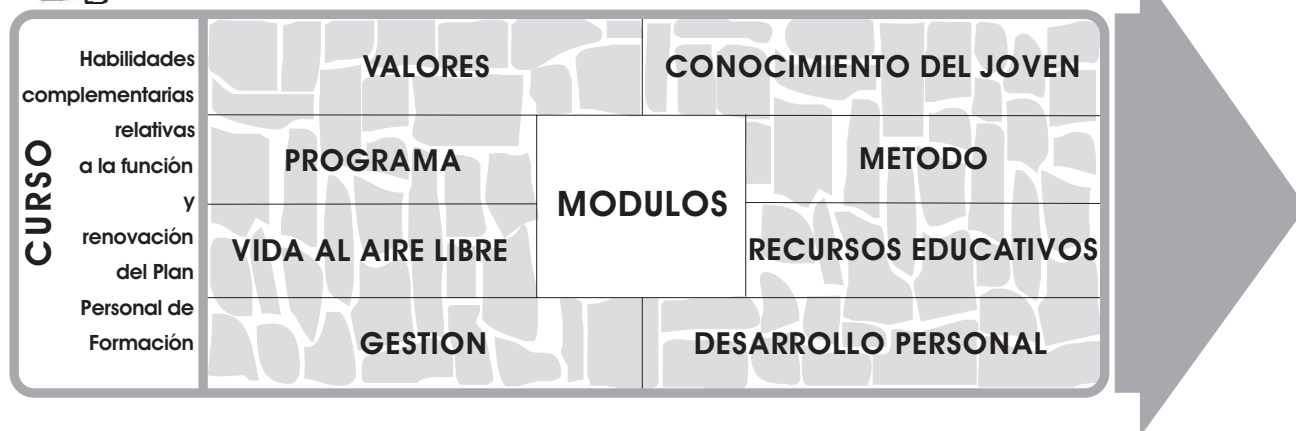 CURSO
Habilidades
complementarias
relativas
a la función
y
renovación
del Plan
Personal de
Formación
VALORES
CONOCIMIENTO DEL JOVEN
PROGRAMA
METODO
MODULOS
VIDA AL AIRE LIBRE
RECURSOS EDUCATIVOS
GESTION
DESARROLLO PERSONAL